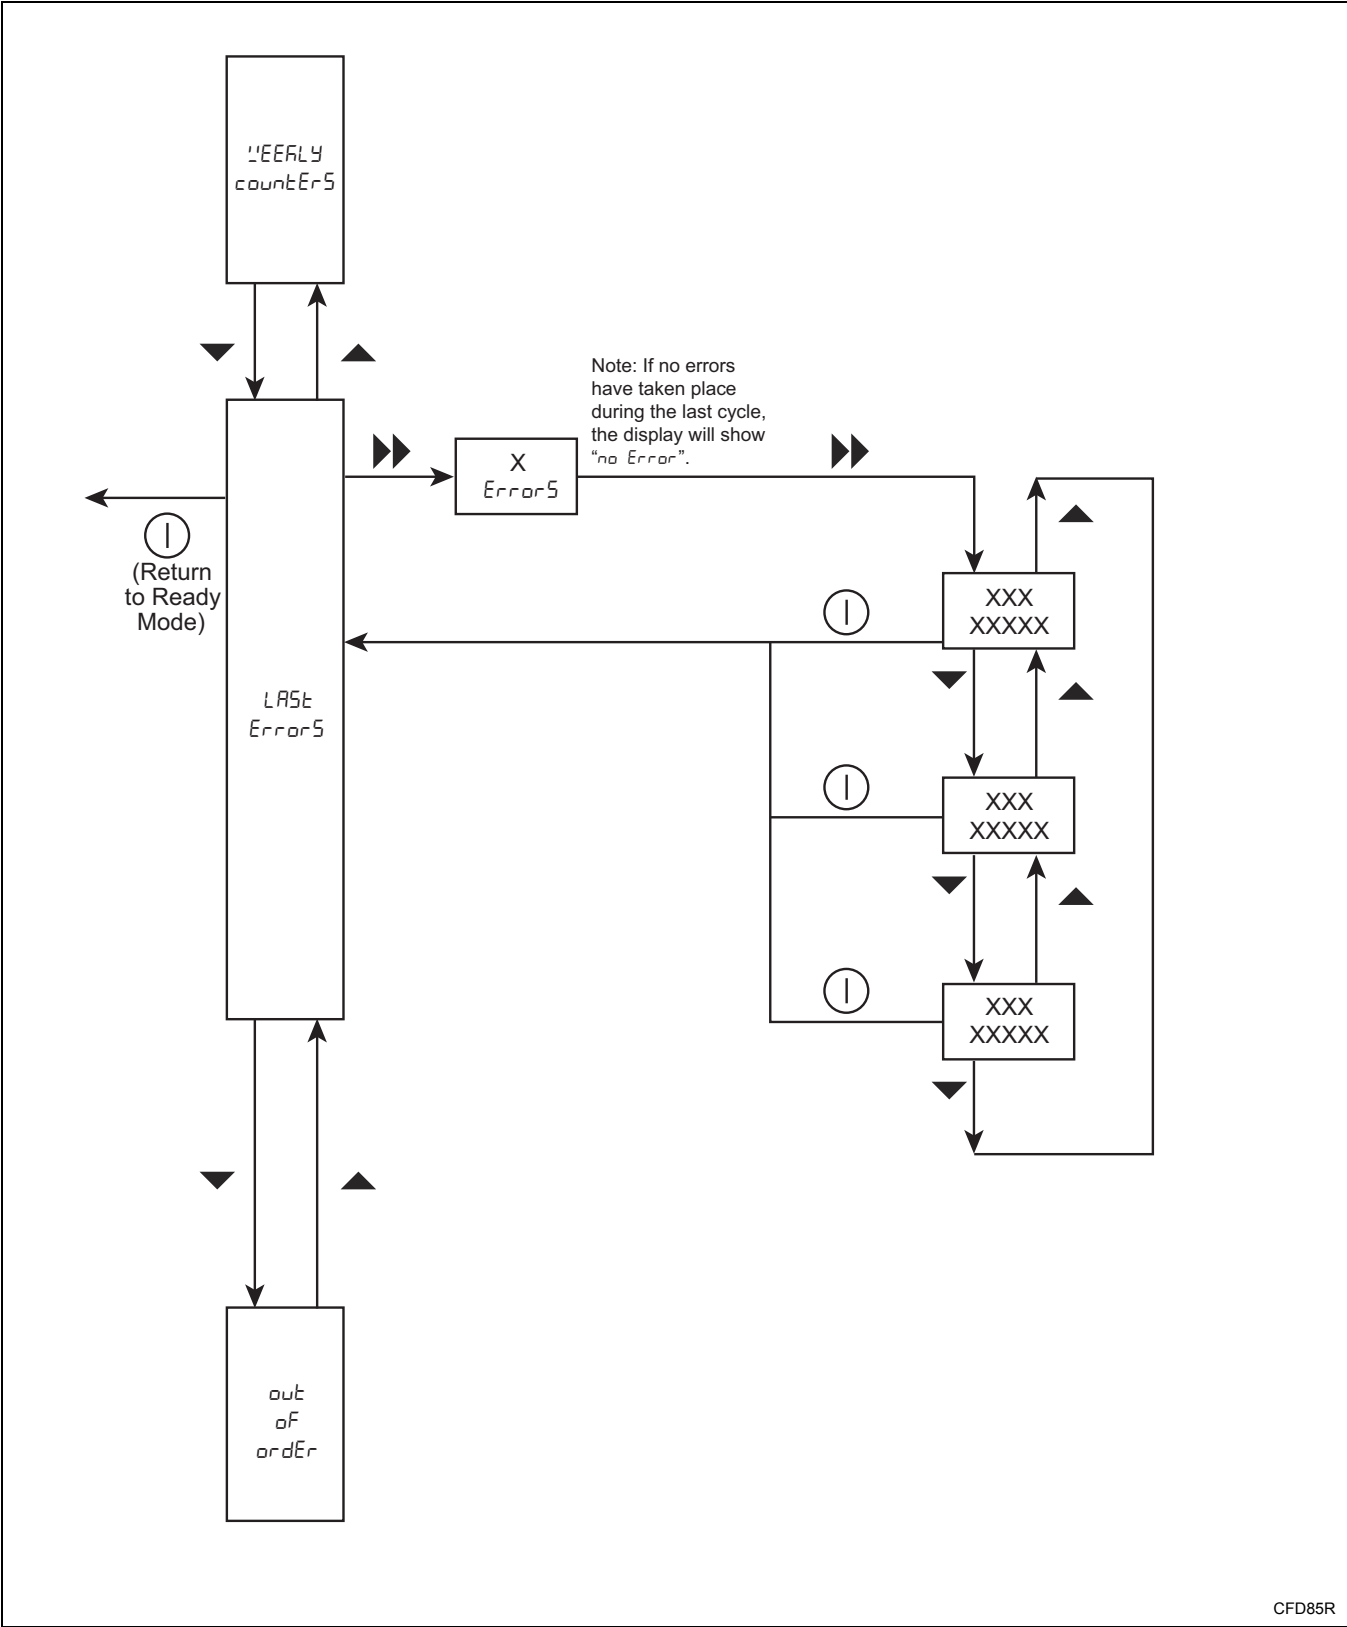 WEEKLY
countErS
Note: If no errors
have taken place
during the last cycle,
the display will show
“no Error”.
X
ErrorS
(Return
to Ready
Mode)
XXX
XXXXX
LASt
ErrorS
XXX
XXXXX
XXX
XXXXX
out
oF
ordEr
CFD85R